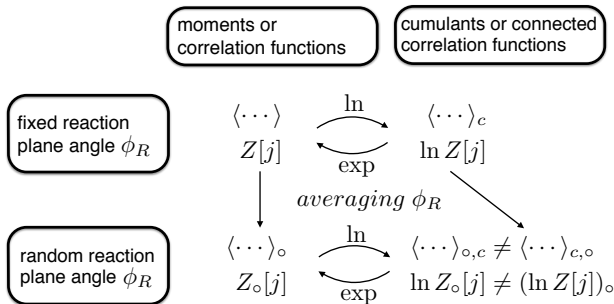 moments or
correlation functions
cumulants or connected
correlation functions
fixed reaction
plane angle ϕ_R
⟨· · ·⟩
ln
⟨· · ·⟩_c
Z[j]
exp
ln Z[j]
averaging ϕ_R
random reaction
plane angle ϕ_R
⟨· · ·⟩_∘
ln
⟨· · ·⟩_{∘,c} ≠ ⟨· · ·⟩_{c,∘}
Z_∘[j]
exp
ln Z_∘[j] ≠ (ln Z[j])_∘